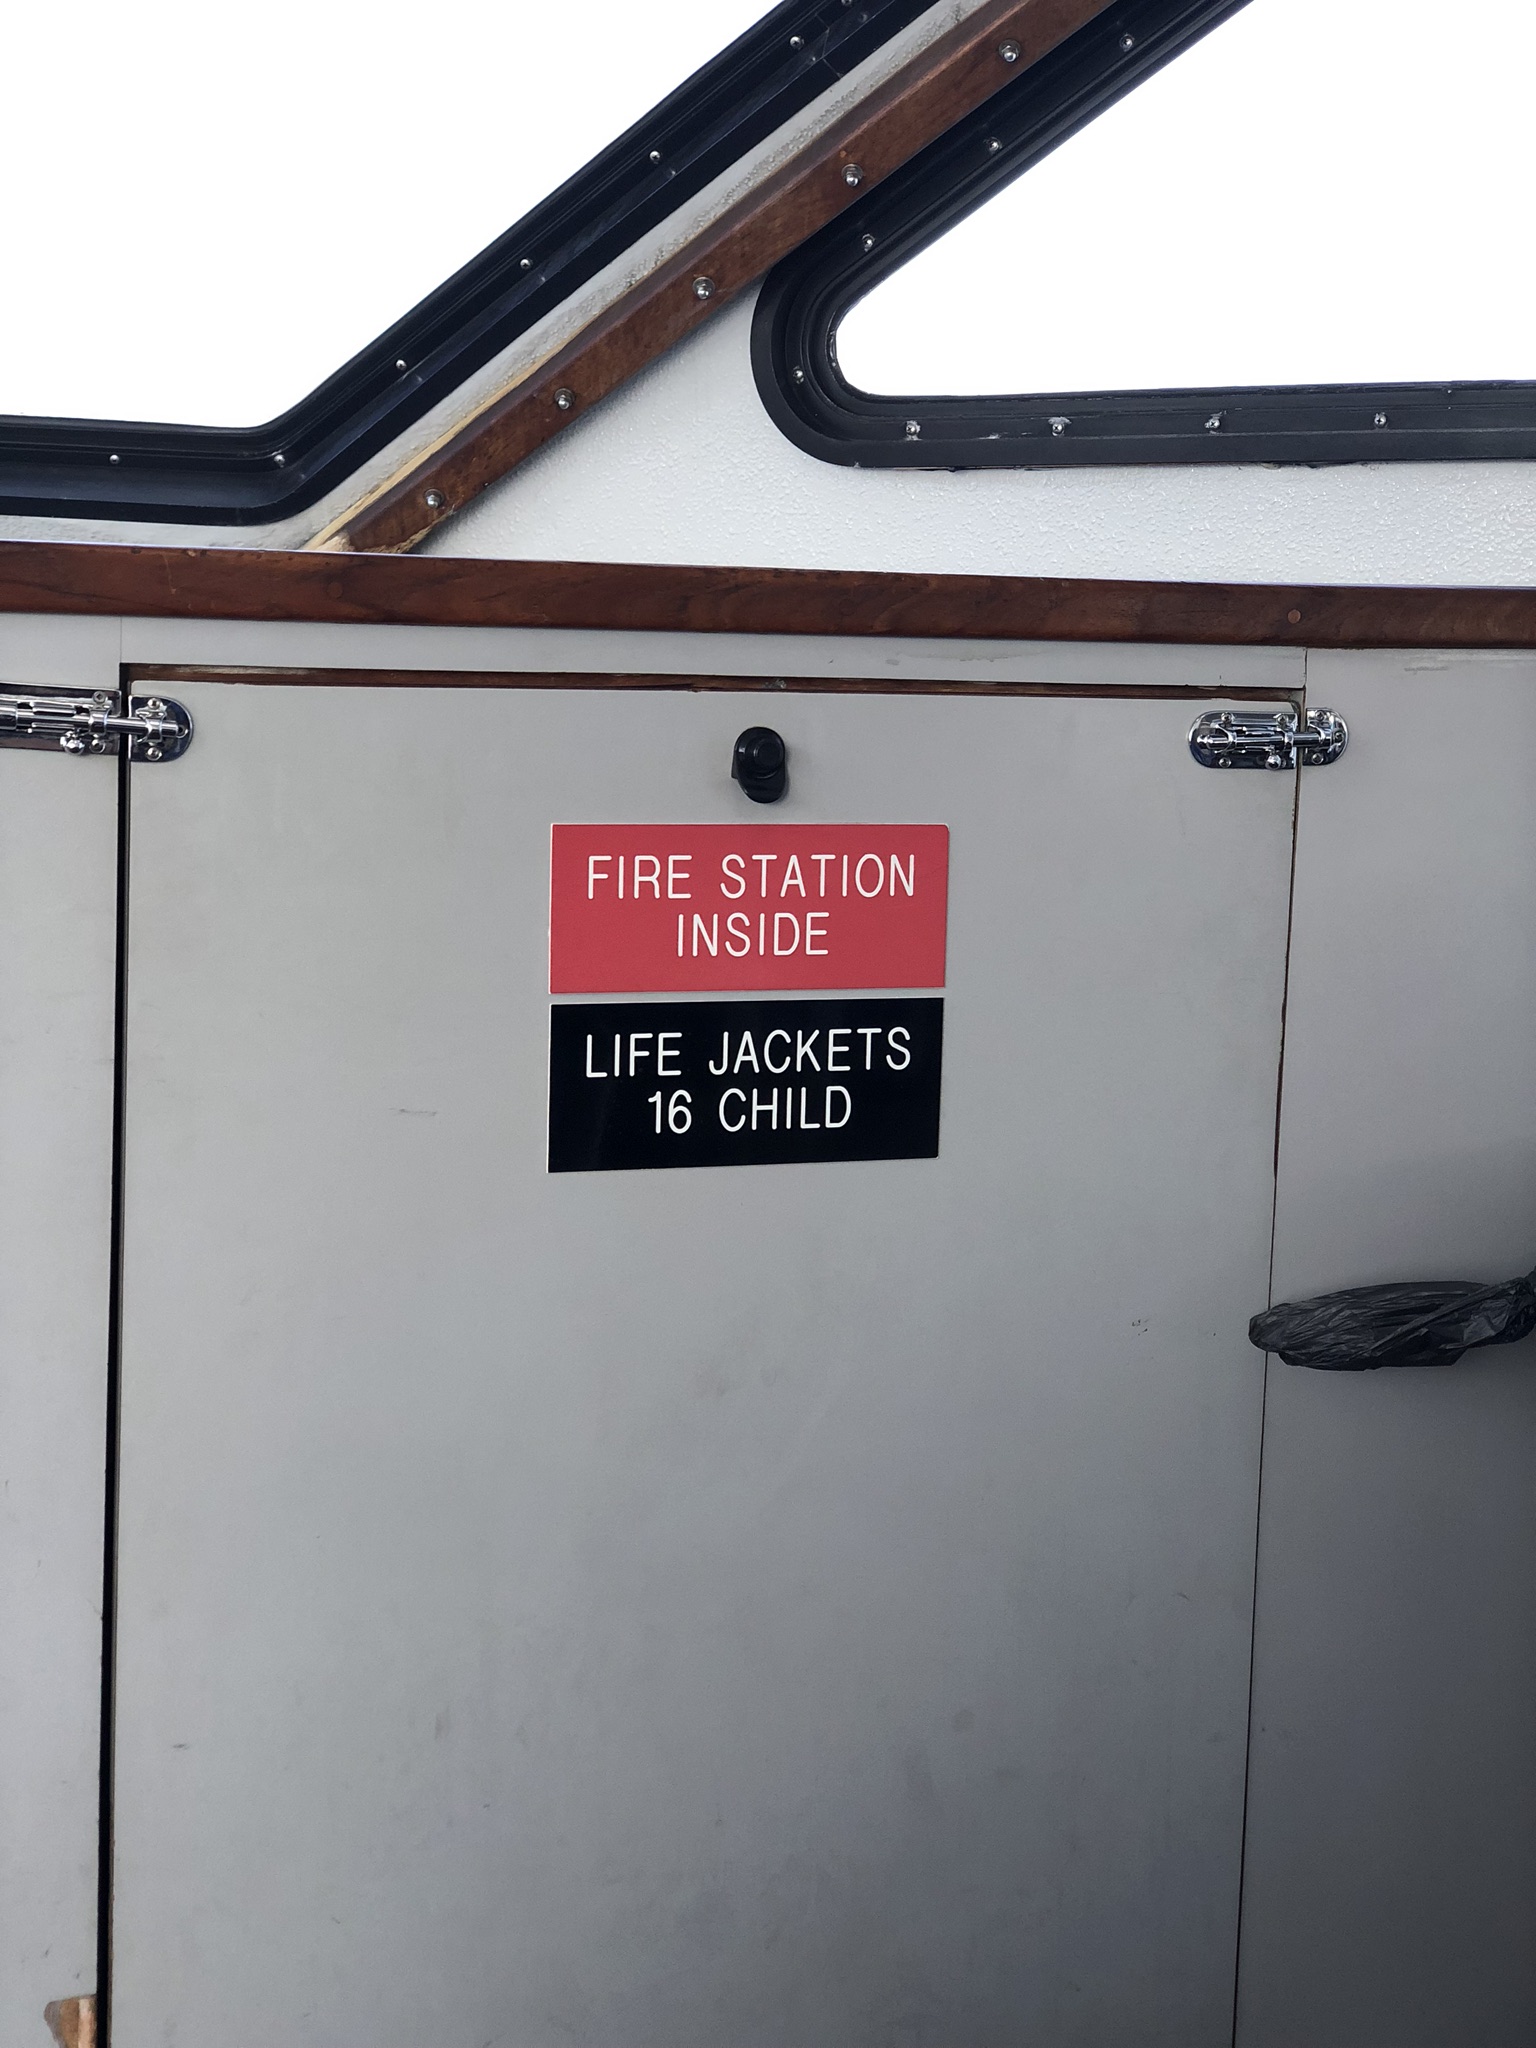 FIRE STATION
INSIDE
LIFE JACKETS
16 CHILD